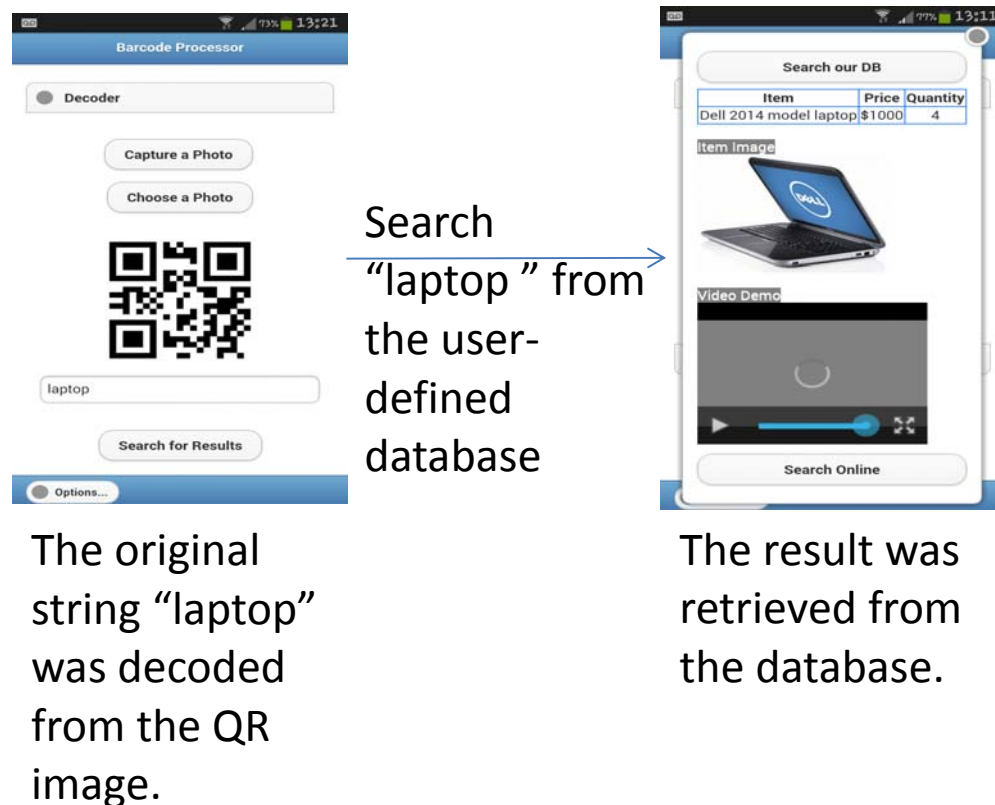 73% 13:21
Barcode Processor
Decoder
Capture a Photo
Choose a Photo
laptop
Search for Results
Options...
The original
string “laptop”
was decoded
from the QR
image.
Search
“laptop ” from
the user-
defined
database
77% 13:11
Search our DB
Item Price Quantity
Dell 2014 model laptop $1000 4
Item Image
DELL
Video Demo
Search Online
The result was
retrieved from
the database.